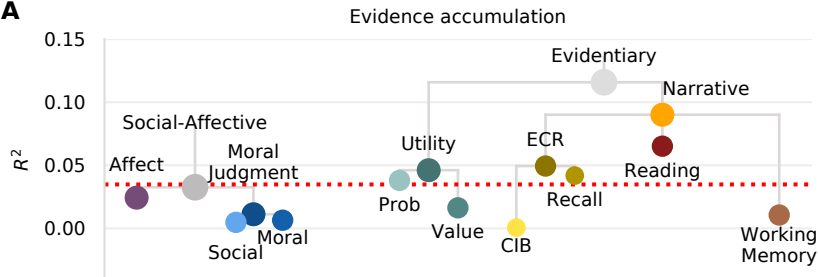 A
Evidence accumulation
0.15
0.10
0.05
0.00
R²
Evidentiary
Narrative
Social-Affective
Affect
Moral
Judgment
Utility
ECR
Reading
Prob
Recall
Value
CIB
Moral
Social
Working
Memory